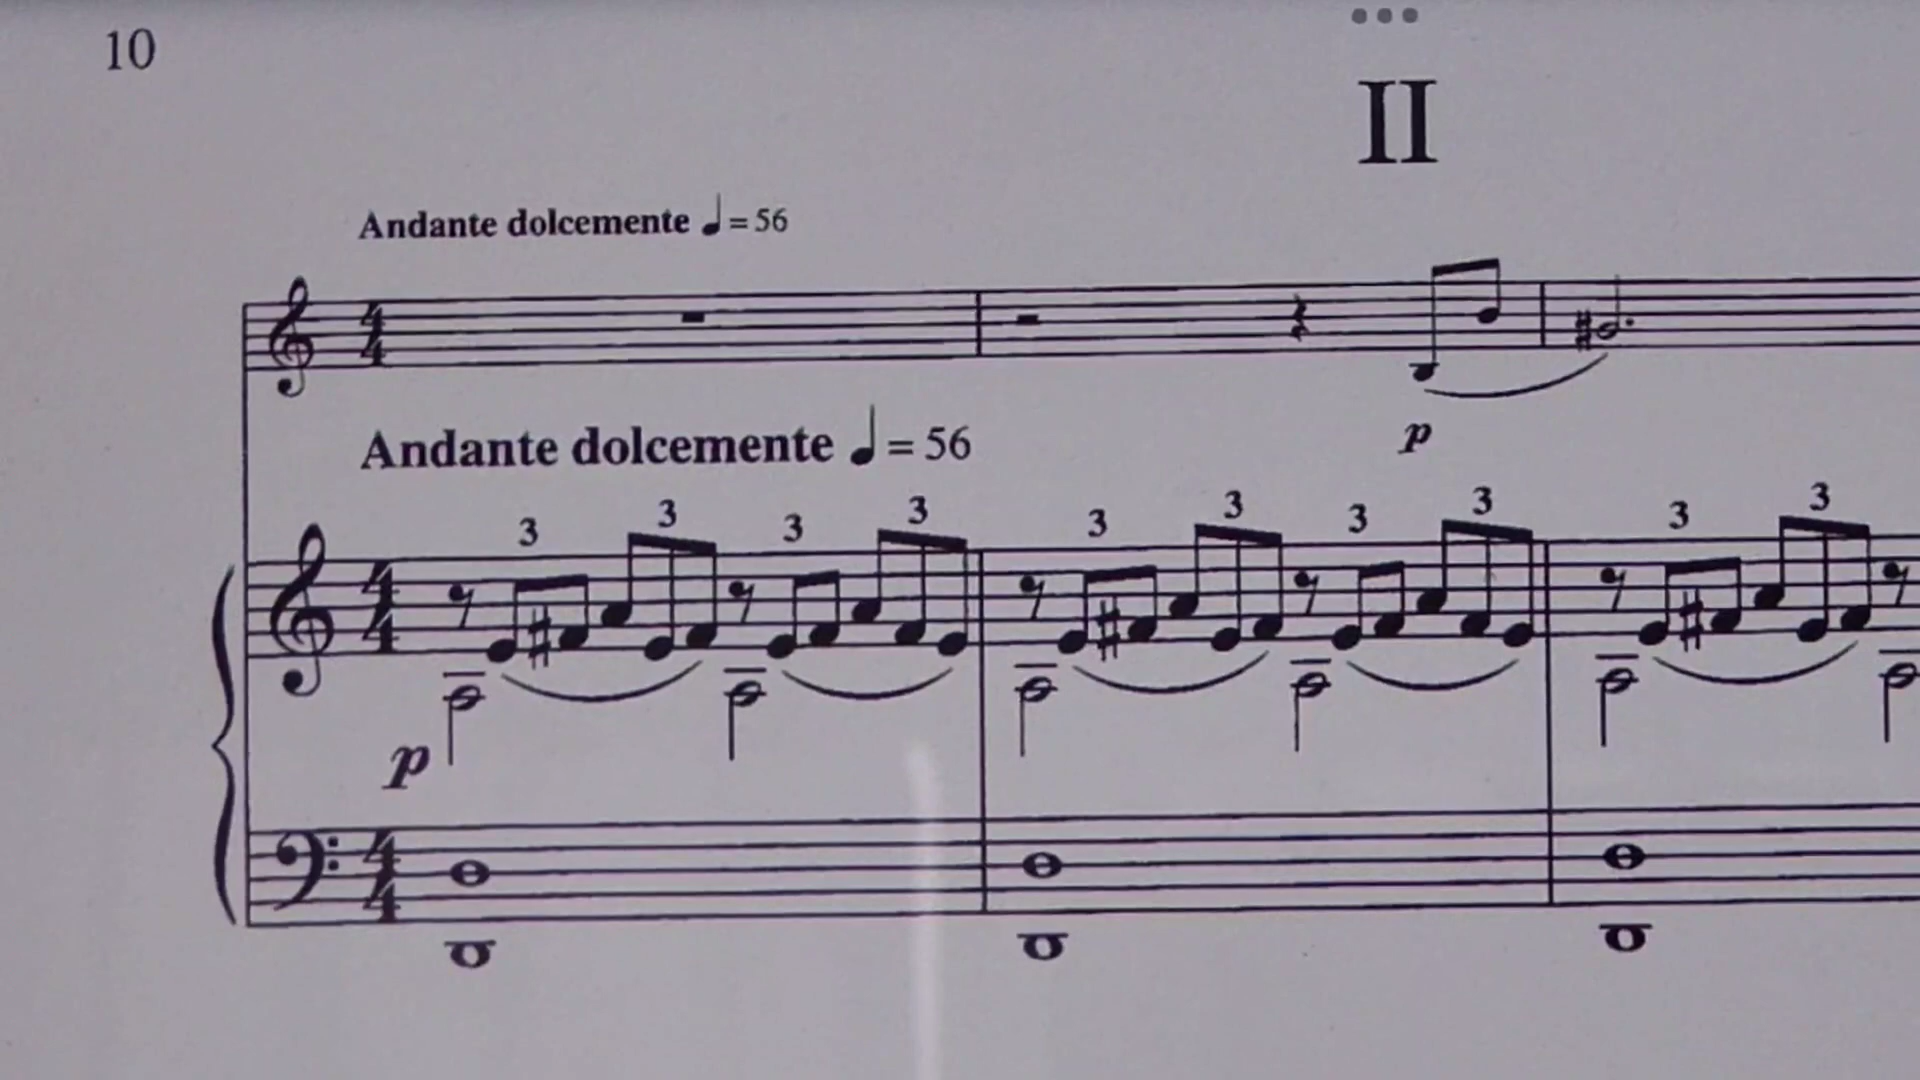 10
II
Andante dolcemente ♩ = 56
p
Andante dolcemente ♩ = 56
3 3 3 3 3 3 3 3 3 3
p